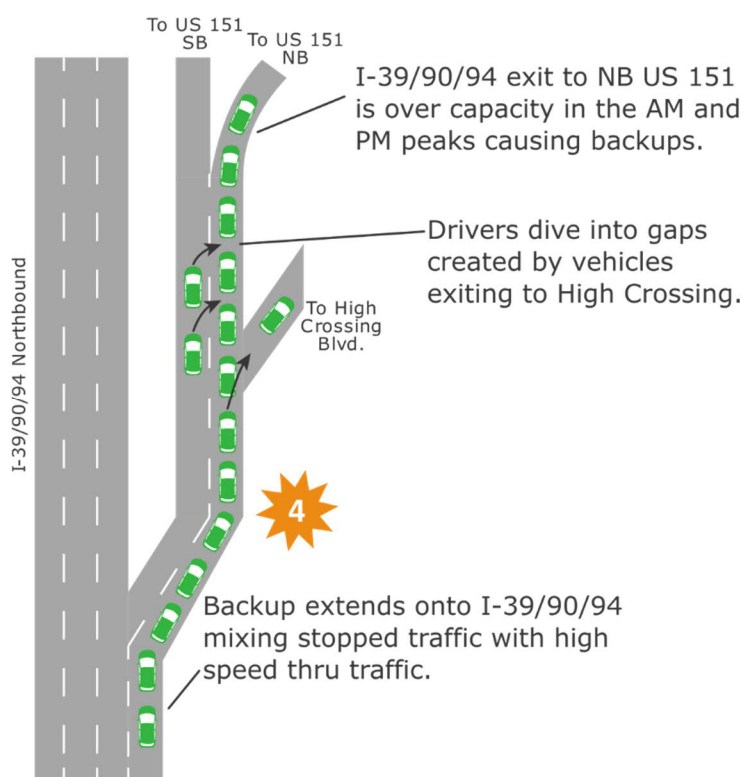 To US 151
SB
To US 151
NB
I-39/90/94 exit to NB US 151
is over capacity in the AM and
PM peaks causing backups.
Drivers dive into gaps
created by vehicles
exiting to High Crossing.
To High
Crossing
Blvd.
I-39/90/94 Northbound
4
Backup extends onto I-39/90/94
mixing stopped traffic with high
speed thru traffic.